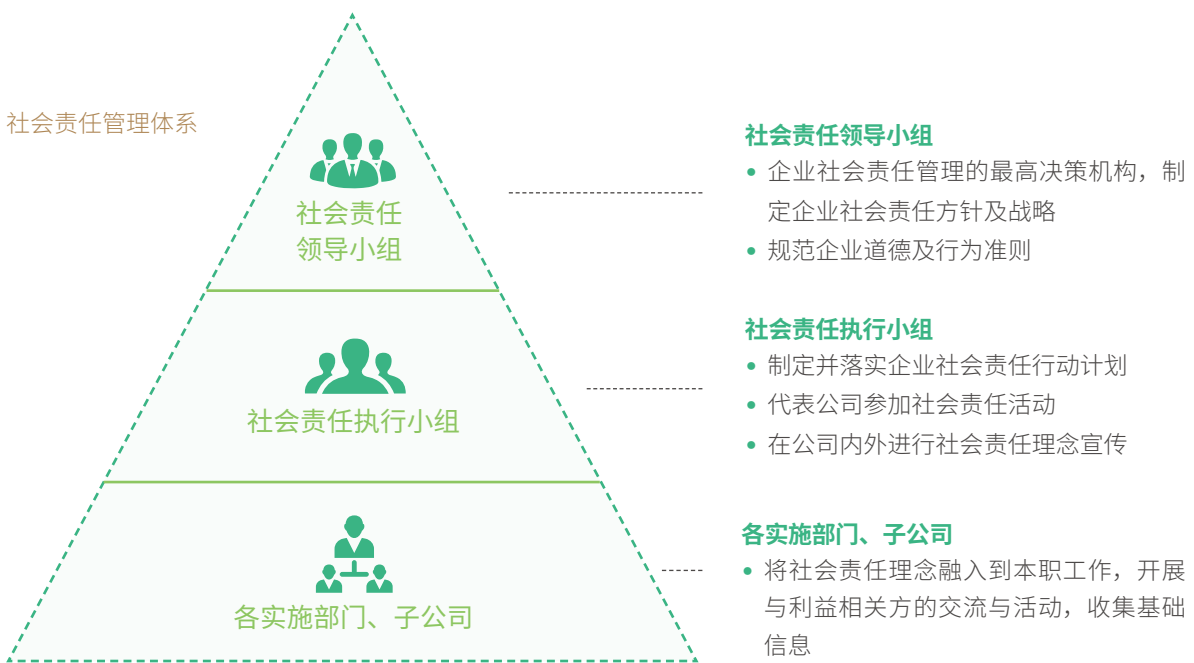 社会责任管理体系
社会责任
领导小组
社会责任领导小组
企业社会责任管理的最高决策机构，制
定企业社会责任方针及战略
规范企业道德及行为准则
社会责任执行小组
社会责任执行小组
制定并落实企业社会责任行动计划
代表公司参加社会责任活动
在公司内外进行社会责任理念宣传
各实施部门、子公司
各实施部门、子公司
将社会责任理念融入到本职工作，开展
与利益相关方的交流与活动，收集基础
信息